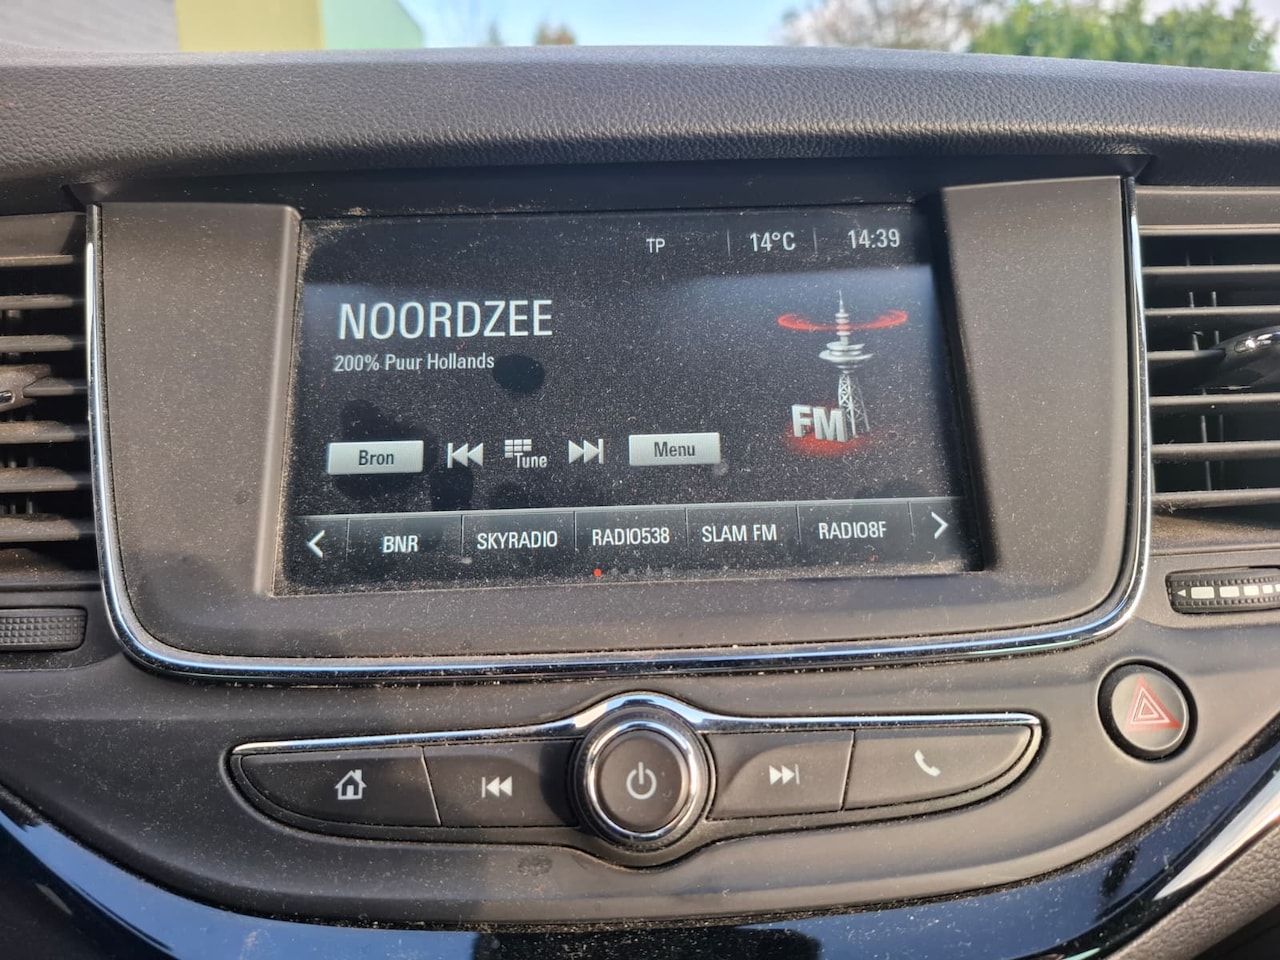 TP 14°C 14:39
NOORDZEE
200% Puur Hollands
FM
Bron Tune Menu
BNR SKYRADIO RADIO538 SLAM FM RADIO8F